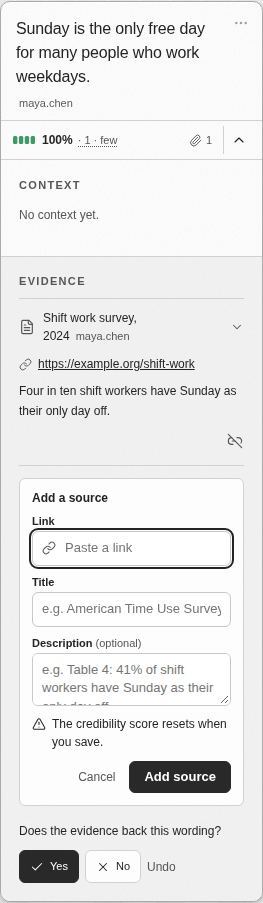 Sunday is the only free day
for many people who work
weekdays.
maya.chen
100% · 1 · few
1
CONTEXT
No context yet.
EVIDENCE
Shift work survey,
2024 maya.chen
https://example.org/shift-work
Four in ten shift workers have Sunday as
their only day off.
Add a source
Link
Paste a link
Title
e.g. American Time Use Survey
Description (optional)
e.g. Table 4: 41% of shift
workers have Sunday as their
only day off
The credibility score resets when
you save.
Cancel Add source
Does the evidence back this wording?
Yes No Undo